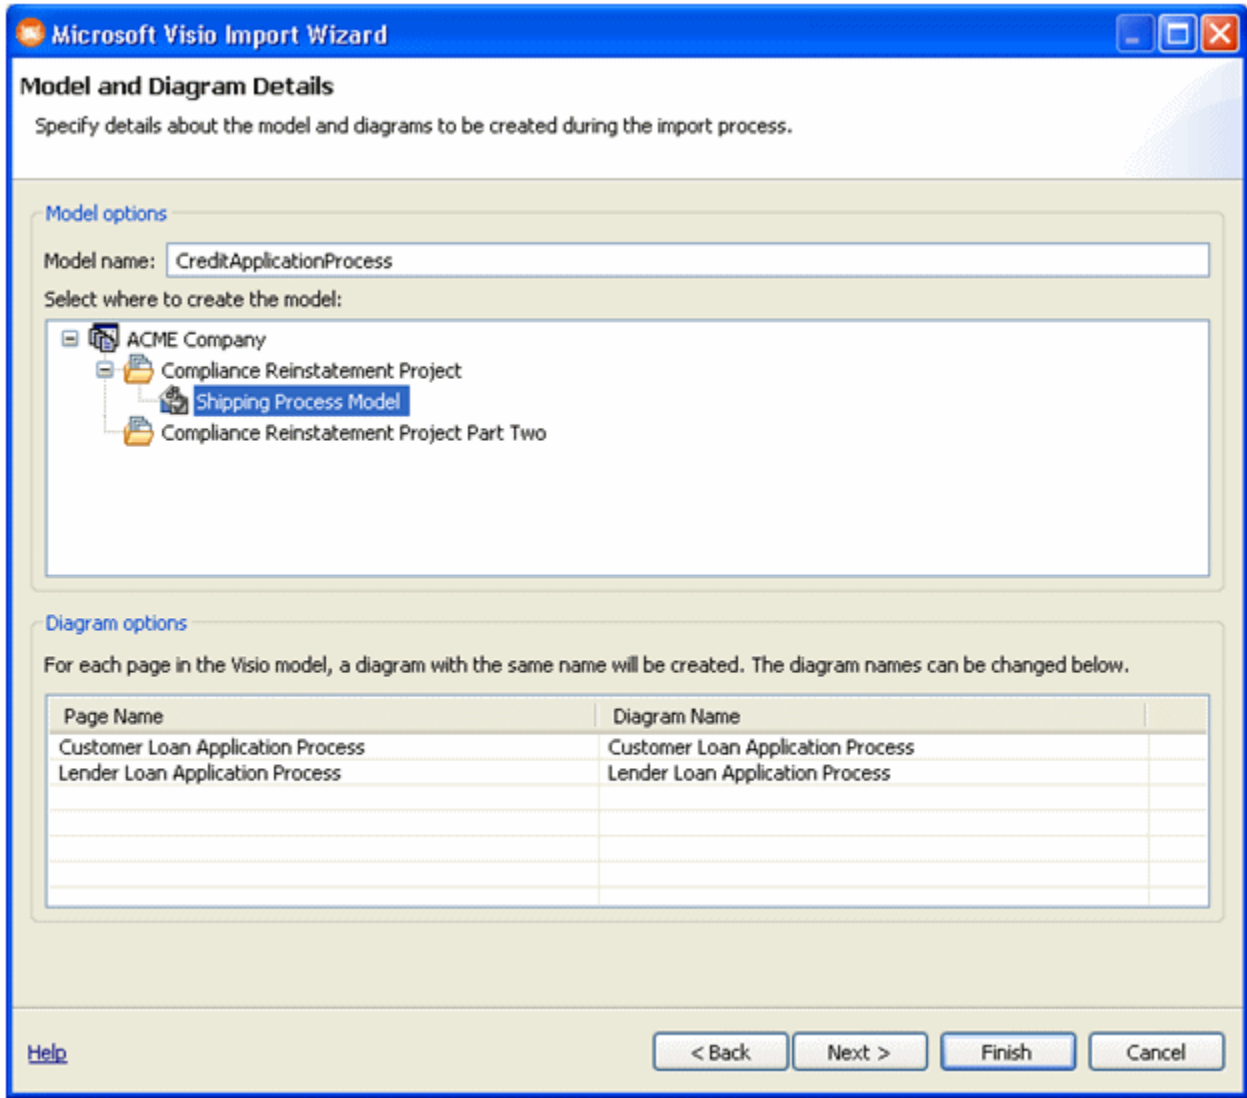 Microsoft Visio Import Wizard
Model and Diagram Details
Specify details about the model and diagrams to be created during the import process.
Model options
Model name: CreditApplicationProcess
Select where to create the model:
ACME Company
Compliance Reinstatement Project
Shipping Process Model
Compliance Reinstatement Project Part Two
Diagram options
For each page in the Visio model, a diagram with the same name will be created. The diagram names can be changed below.
Page Name Diagram Name
Customer Loan Application Process Customer Loan Application Process
Lender Loan Application Process Lender Loan Application Process
Help < Back Next > Finish Cancel